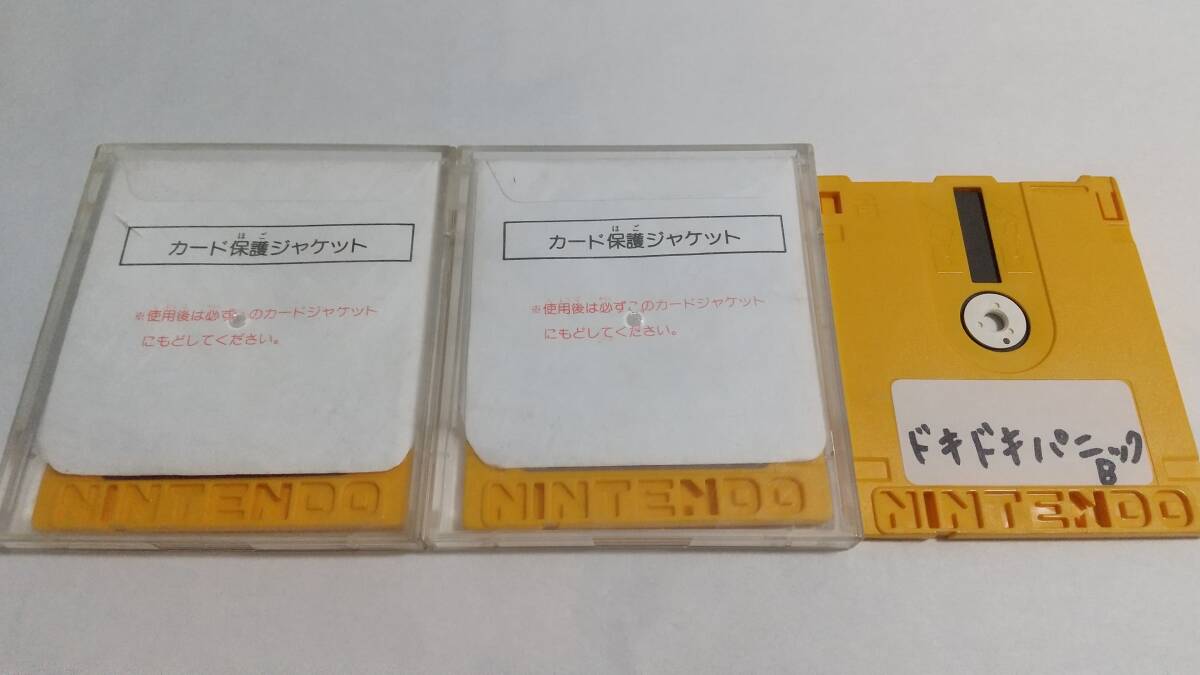 はご
カード保護ジャケット
※使用後は必ずこのカードジャケット
にもどしてください。
NINTENDO
はご
カード保護ジャケット
※使用後は必ずこのカードジャケット
にもどしてください。
NINTENDO
ドキドキパニック
B
NINTENDO